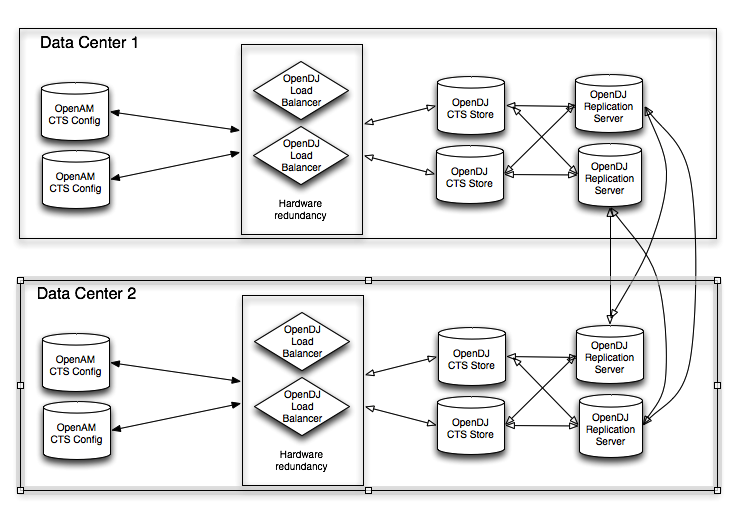 Data Center 1
OpenAM
CTS Config
OpenAM
CTS Config
OpenDJ
Load
Balancer
OpenDJ
Load
Balancer
Hardware
redundancy
OpenDJ
CTS Store
OpenDJ
CTS Store
OpenDJ
Replication
Server
OpenDJ
Replication
Server
Data Center 2
OpenAM
CTS Config
OpenAM
CTS Config
OpenDJ
Load
Balancer
OpenDJ
Load
Balancer
Hardware
redundancy
OpenDJ
CTS Store
OpenDJ
CTS Store
OpenDJ
Replication
Server
OpenDJ
Replication
Server